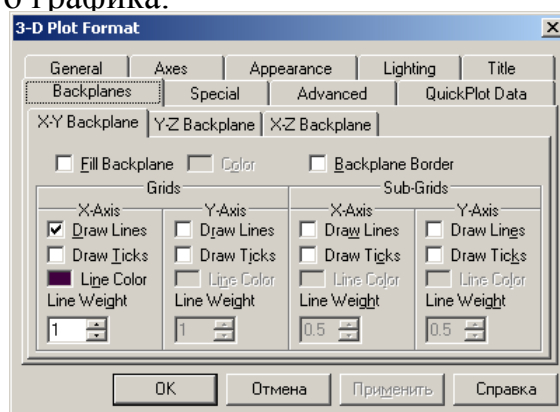 о графика.
3-D Plot Format
General Axes Appearance Lighting Title
Backplanes Special Advanced QuickPlot Data
X-Y Backplane Y-Z Backplane X-Z Backplane
Fill Backplane Color Backplane Border
Grids Sub-Grids
X-Axis Y-Axis X-Axis Y-Axis
Draw Lines Draw Lines Draw Lines Draw Lines
Draw Ticks Draw Ticks Draw Ticks Draw Ticks
Line Color Line Color Line Color Line Color
Line Weight Line Weight Line Weight Line Weight
1 1 0.5 0.5
OK Отмена Применить Справка